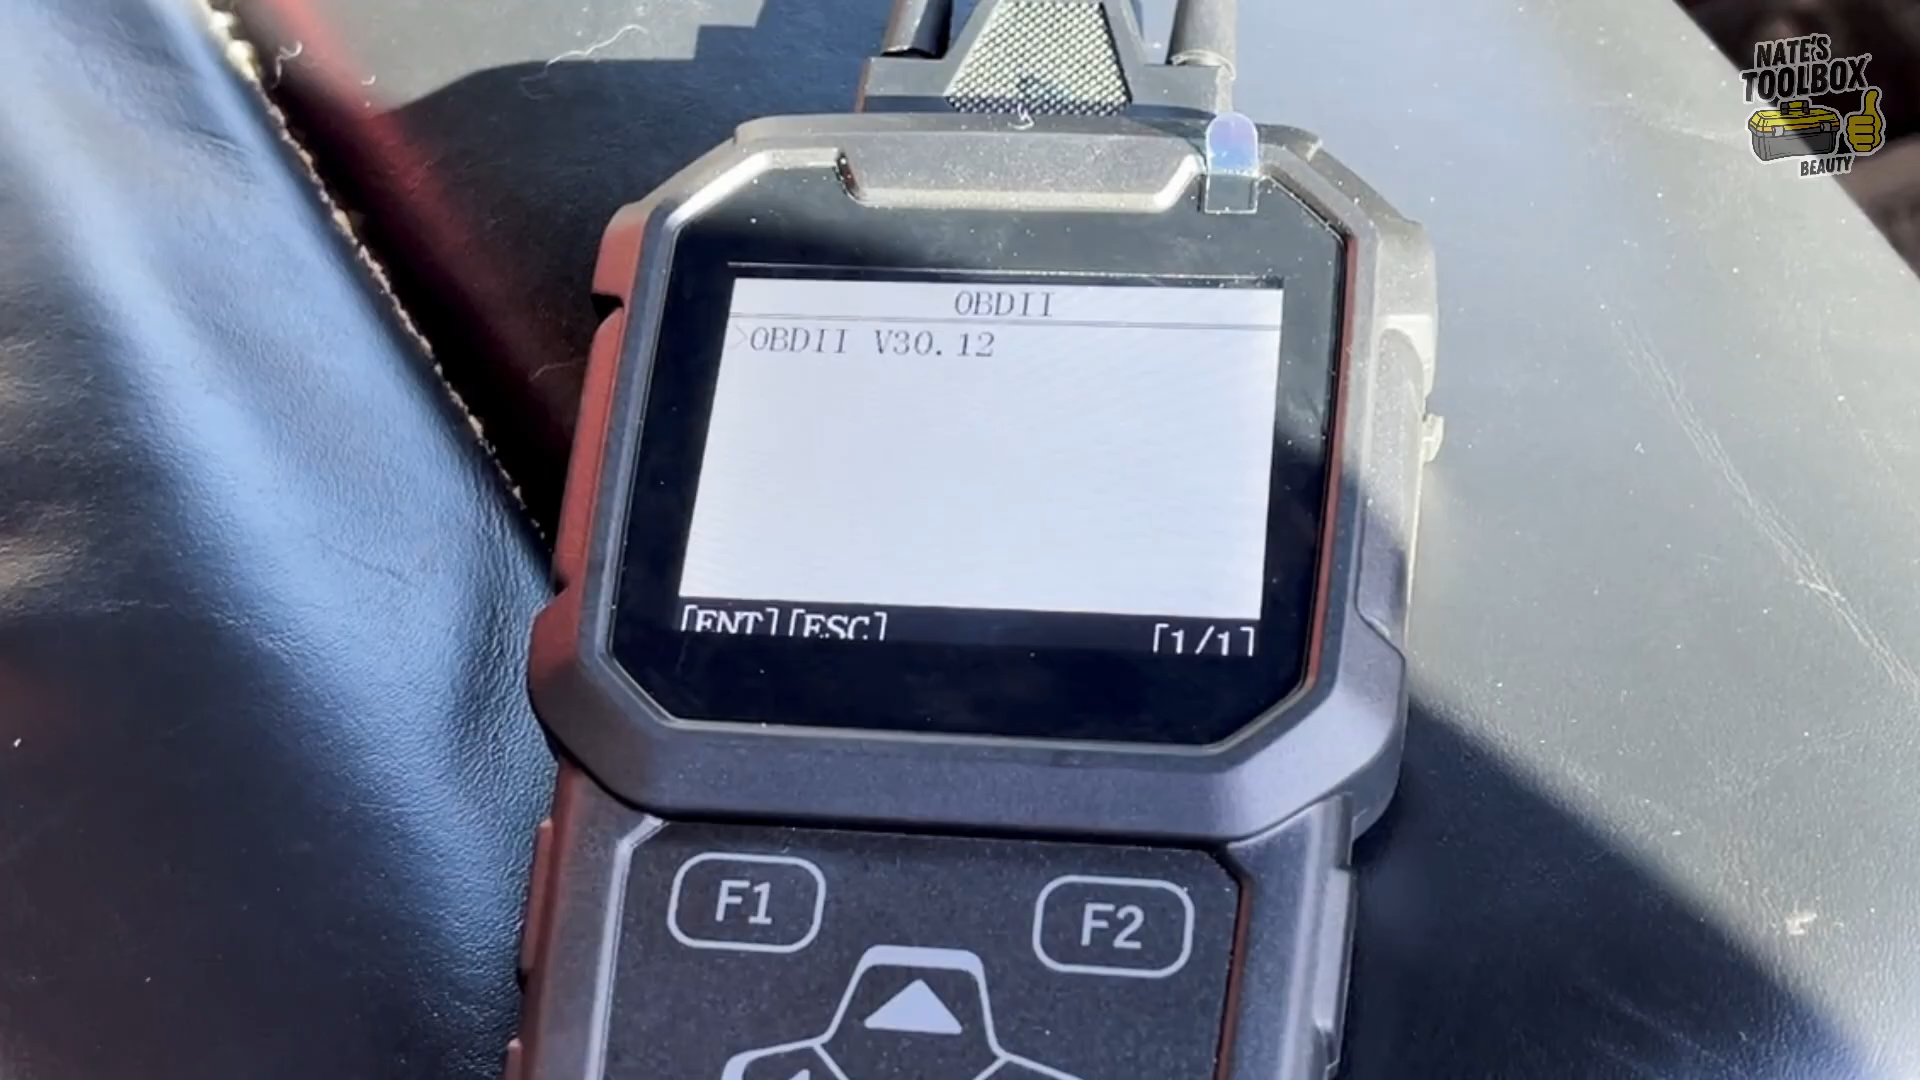 NATE'S
TOOLBOX
BEAUTY
OBDII
>OBDII V30.12
[ENT][ESC]
[1/1]
F1
F2